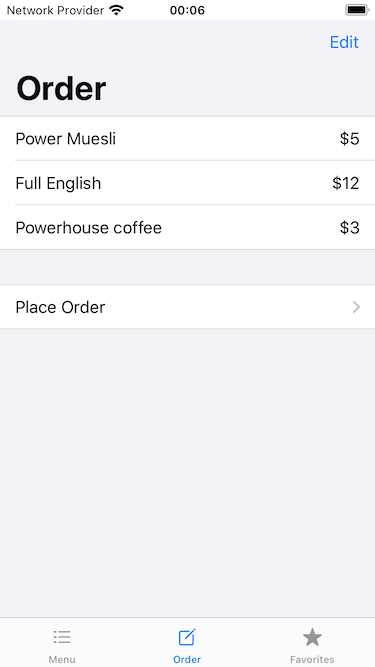 Network Provider 00:06
Edit
Order
Power Muesli $5
Full English $12
Powerhouse coffee $3
Place Order
Menu Order Favorites